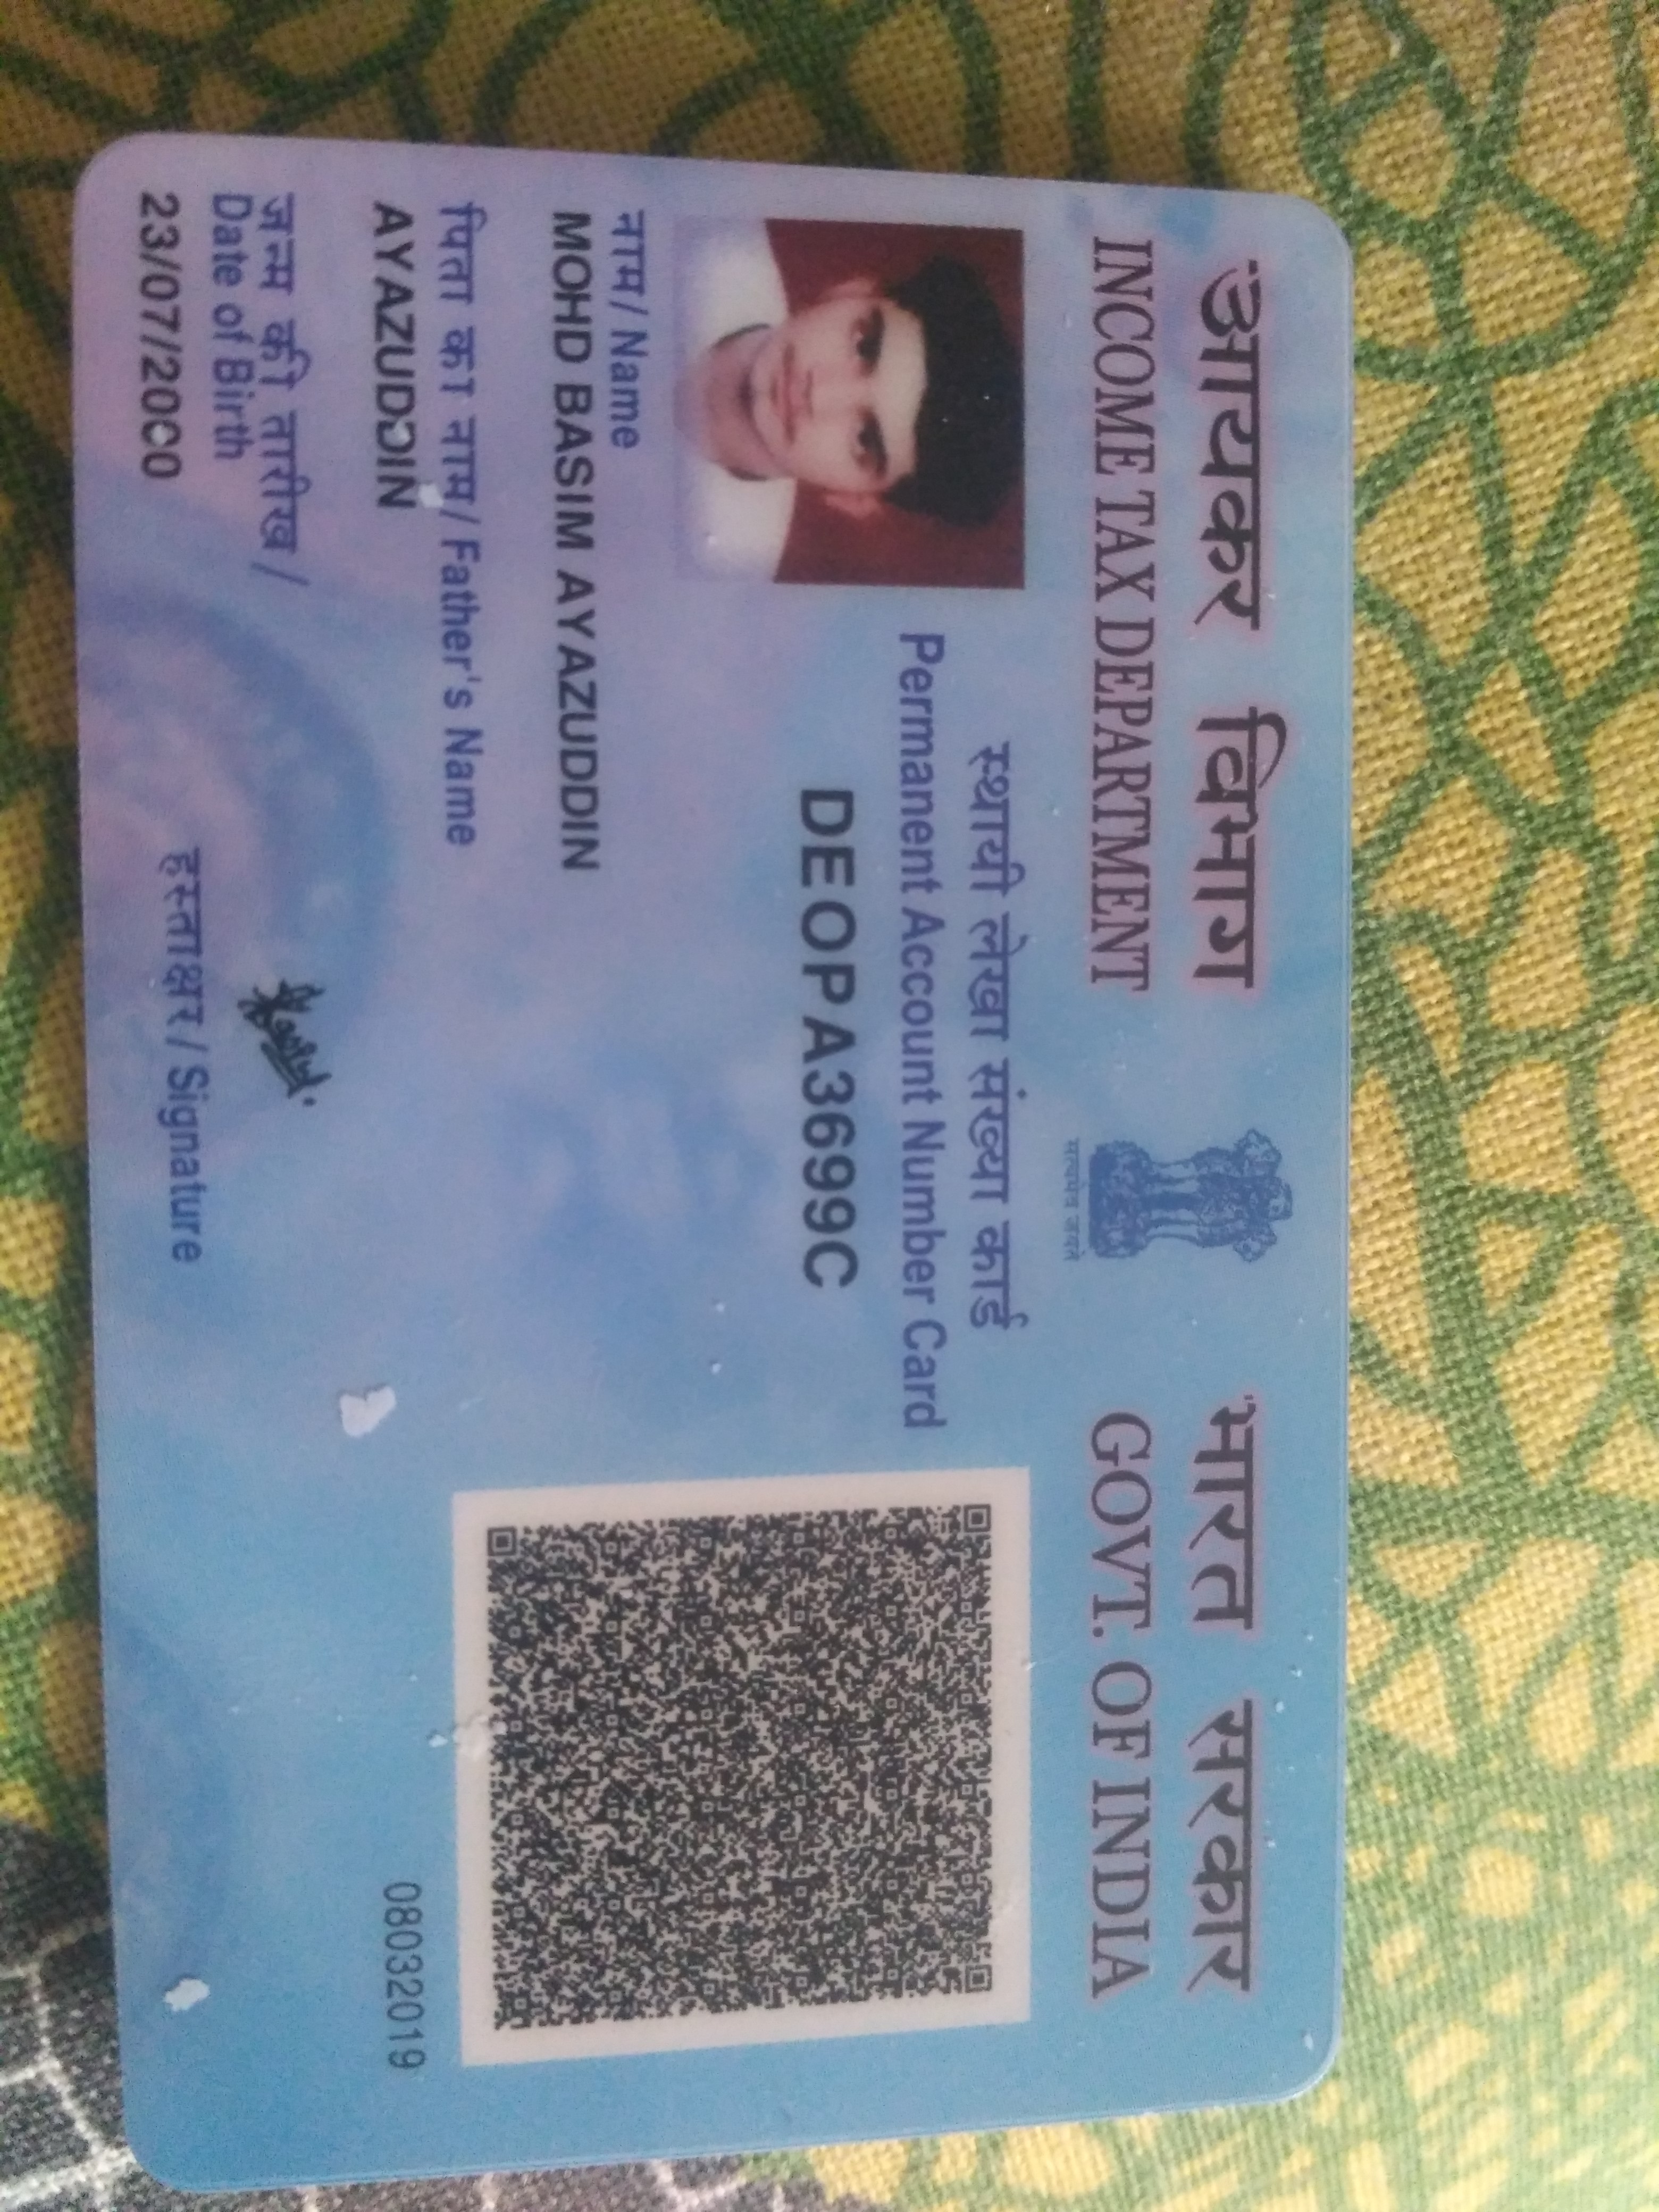 आयकर विभाग
INCOME TAX DEPARTMENT
सत्यमेव जयते
भारत सरकार
GOVT. OF INDIA
स्थायी लेखा संख्या कार्ड
Permanent Account Number Card
DEOPA3699C
नाम / Name
MOHD BASIM AYAZUDDIN
पिता का नाम / Father's Name
AYAZUDDIN
जन्म की तारीख /
Date of Birth
23/07/2000
हस्ताक्षर / Signature
08032019